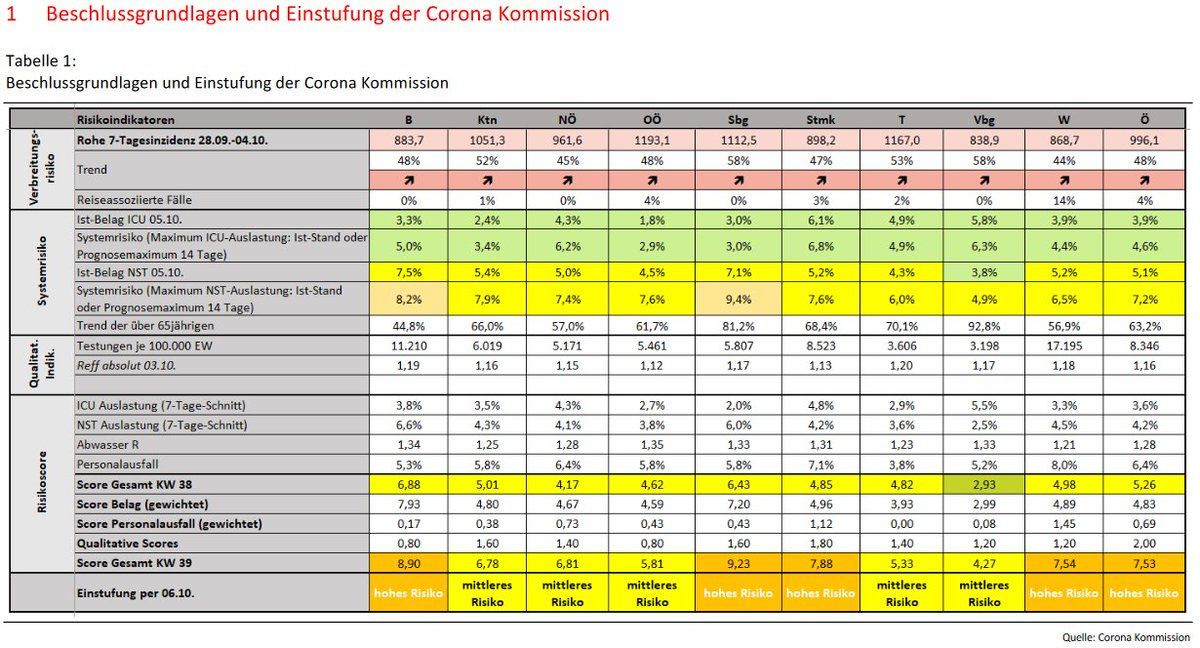 1 Beschlussgrundlagen und Einstufung der Corona Kommission
Tabelle 1:
Beschlussgrundlagen und Einstufung der Corona Kommission
Risikoindikatoren B Ktn NÖ OÖ Sbg Stmk T Vbg W Ö
Verbreitungs-
risiko
Rohe 7-Tagesinzidenz 28.09.-04.10. 883,7 1051,3 961,6 1193,1 1112,5 898,2 1167,0 838,9 868,7 996,1
Trend 48% 52% 45% 48% 58% 47% 53% 58% 44% 48%
↗ ↗ ↗ ↗ ↗ ↗ ↗ ↗ ↗ ↗
Reiseassoziierte Fälle 0% 1% 0% 4% 0% 3% 2% 0% 14% 4%
Systemrisiko
Ist-Belag ICU 05.10. 3,3% 2,4% 4,3% 1,8% 3,0% 6,1% 4,9% 5,8% 3,9% 3,9%
Systemrisiko (Maximum ICU-Auslastung: Ist-Stand oder
Prognosemaximum 14 Tage) 5,0% 3,4% 6,2% 2,9% 3,0% 6,8% 4,9% 6,3% 4,4% 4,6%
Ist-Belag NST 05.10. 7,5% 5,4% 5,0% 4,5% 7,1% 5,2% 4,3% 3,8% 5,2% 5,1%
Systemrisiko (Maximum NST-Auslastung: Ist-Stand
oder Prognosemaximum 14 Tage) 8,2% 7,9% 7,4% 7,6% 9,4% 7,6% 6,0% 4,9% 6,5% 7,2%
Trend der über 65jährigen 44,8% 66,0% 57,0% 61,7% 81,2% 68,4% 70,1% 92,8% 56,9% 63,2%
Qualitat.
Indik.
Testungen je 100.000 EW 11.210 6.019 5.171 5.461 5.807 8.523 3.606 3.198 17.195 8.346
Reff absolut 03.10. 1,19 1,16 1,15 1,12 1,17 1,13 1,20 1,17 1,18 1,16
Risikoscore
ICU Auslastung (7-Tage-Schnitt) 3,8% 3,5% 4,3% 2,7% 2,0% 4,8% 2,9% 5,5% 3,3% 3,6%
NST Auslastung (7-Tage-Schnitt) 6,6% 4,3% 4,1% 3,8% 6,0% 4,2% 3,6% 2,5% 4,5% 4,2%
Abwasser R 1,34 1,25 1,28 1,35 1,33 1,31 1,23 1,33 1,21 1,28
Personalausfall 5,3% 5,8% 6,4% 5,8% 5,8% 7,1% 3,8% 5,2% 8,0% 6,4%
Score Gesamt KW 38 6,88 5,01 4,17 4,62 6,43 4,85 4,82 2,93 4,98 5,26
Score Belag (gewichtet) 7,93 4,80 4,67 4,59 7,20 4,96 3,93 2,99 4,89 4,83
Score Personalausfall (gewichtet) 0,17 0,38 0,73 0,43 0,43 1,12 0,00 0,08 1,45 0,69
Qualitative Scores 0,80 1,60 1,40 0,80 1,60 1,80 1,40 1,20 1,20 2,00
Score Gesamt KW 39 8,90 6,78 6,81 5,81 9,23 7,88 5,33 4,27 7,54 7,53
Einstufung per 06.10. hohes Risiko mittleres Risiko mittleres Risiko mittleres Risiko hohes Risiko hohes Risiko mittleres Risiko mittleres Risiko hohes Risiko hohes Risiko
Quelle: Corona Kommission